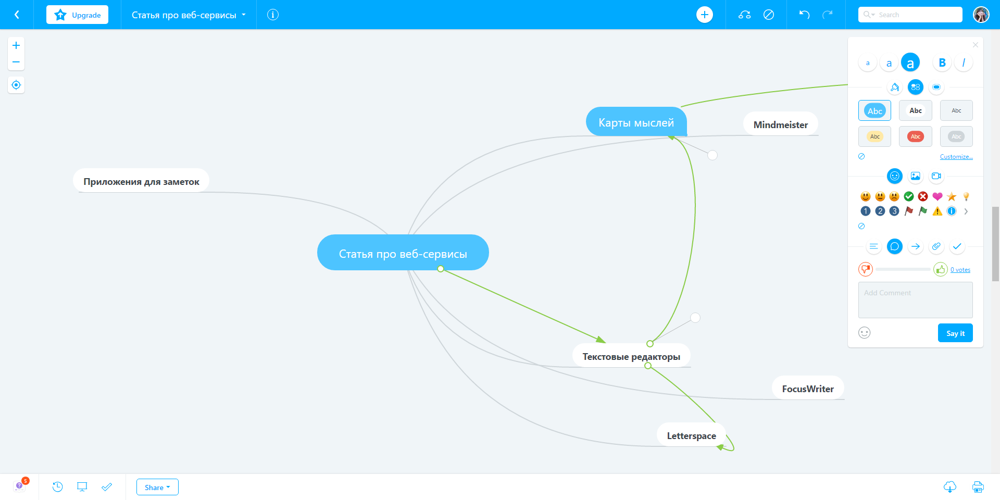 Upgrade
Статья про веб-сервисы
Search
a a a B I
Abc Abc Abc
Abc Abc Abc
Customize...
1 2 3
0 votes
Add Comment
Say it
Карты мыслей
Mindmeister
Приложения для заметок
Статья про веб-сервисы
Текстовые редакторы
FocusWriter
Letterspace
5
Share